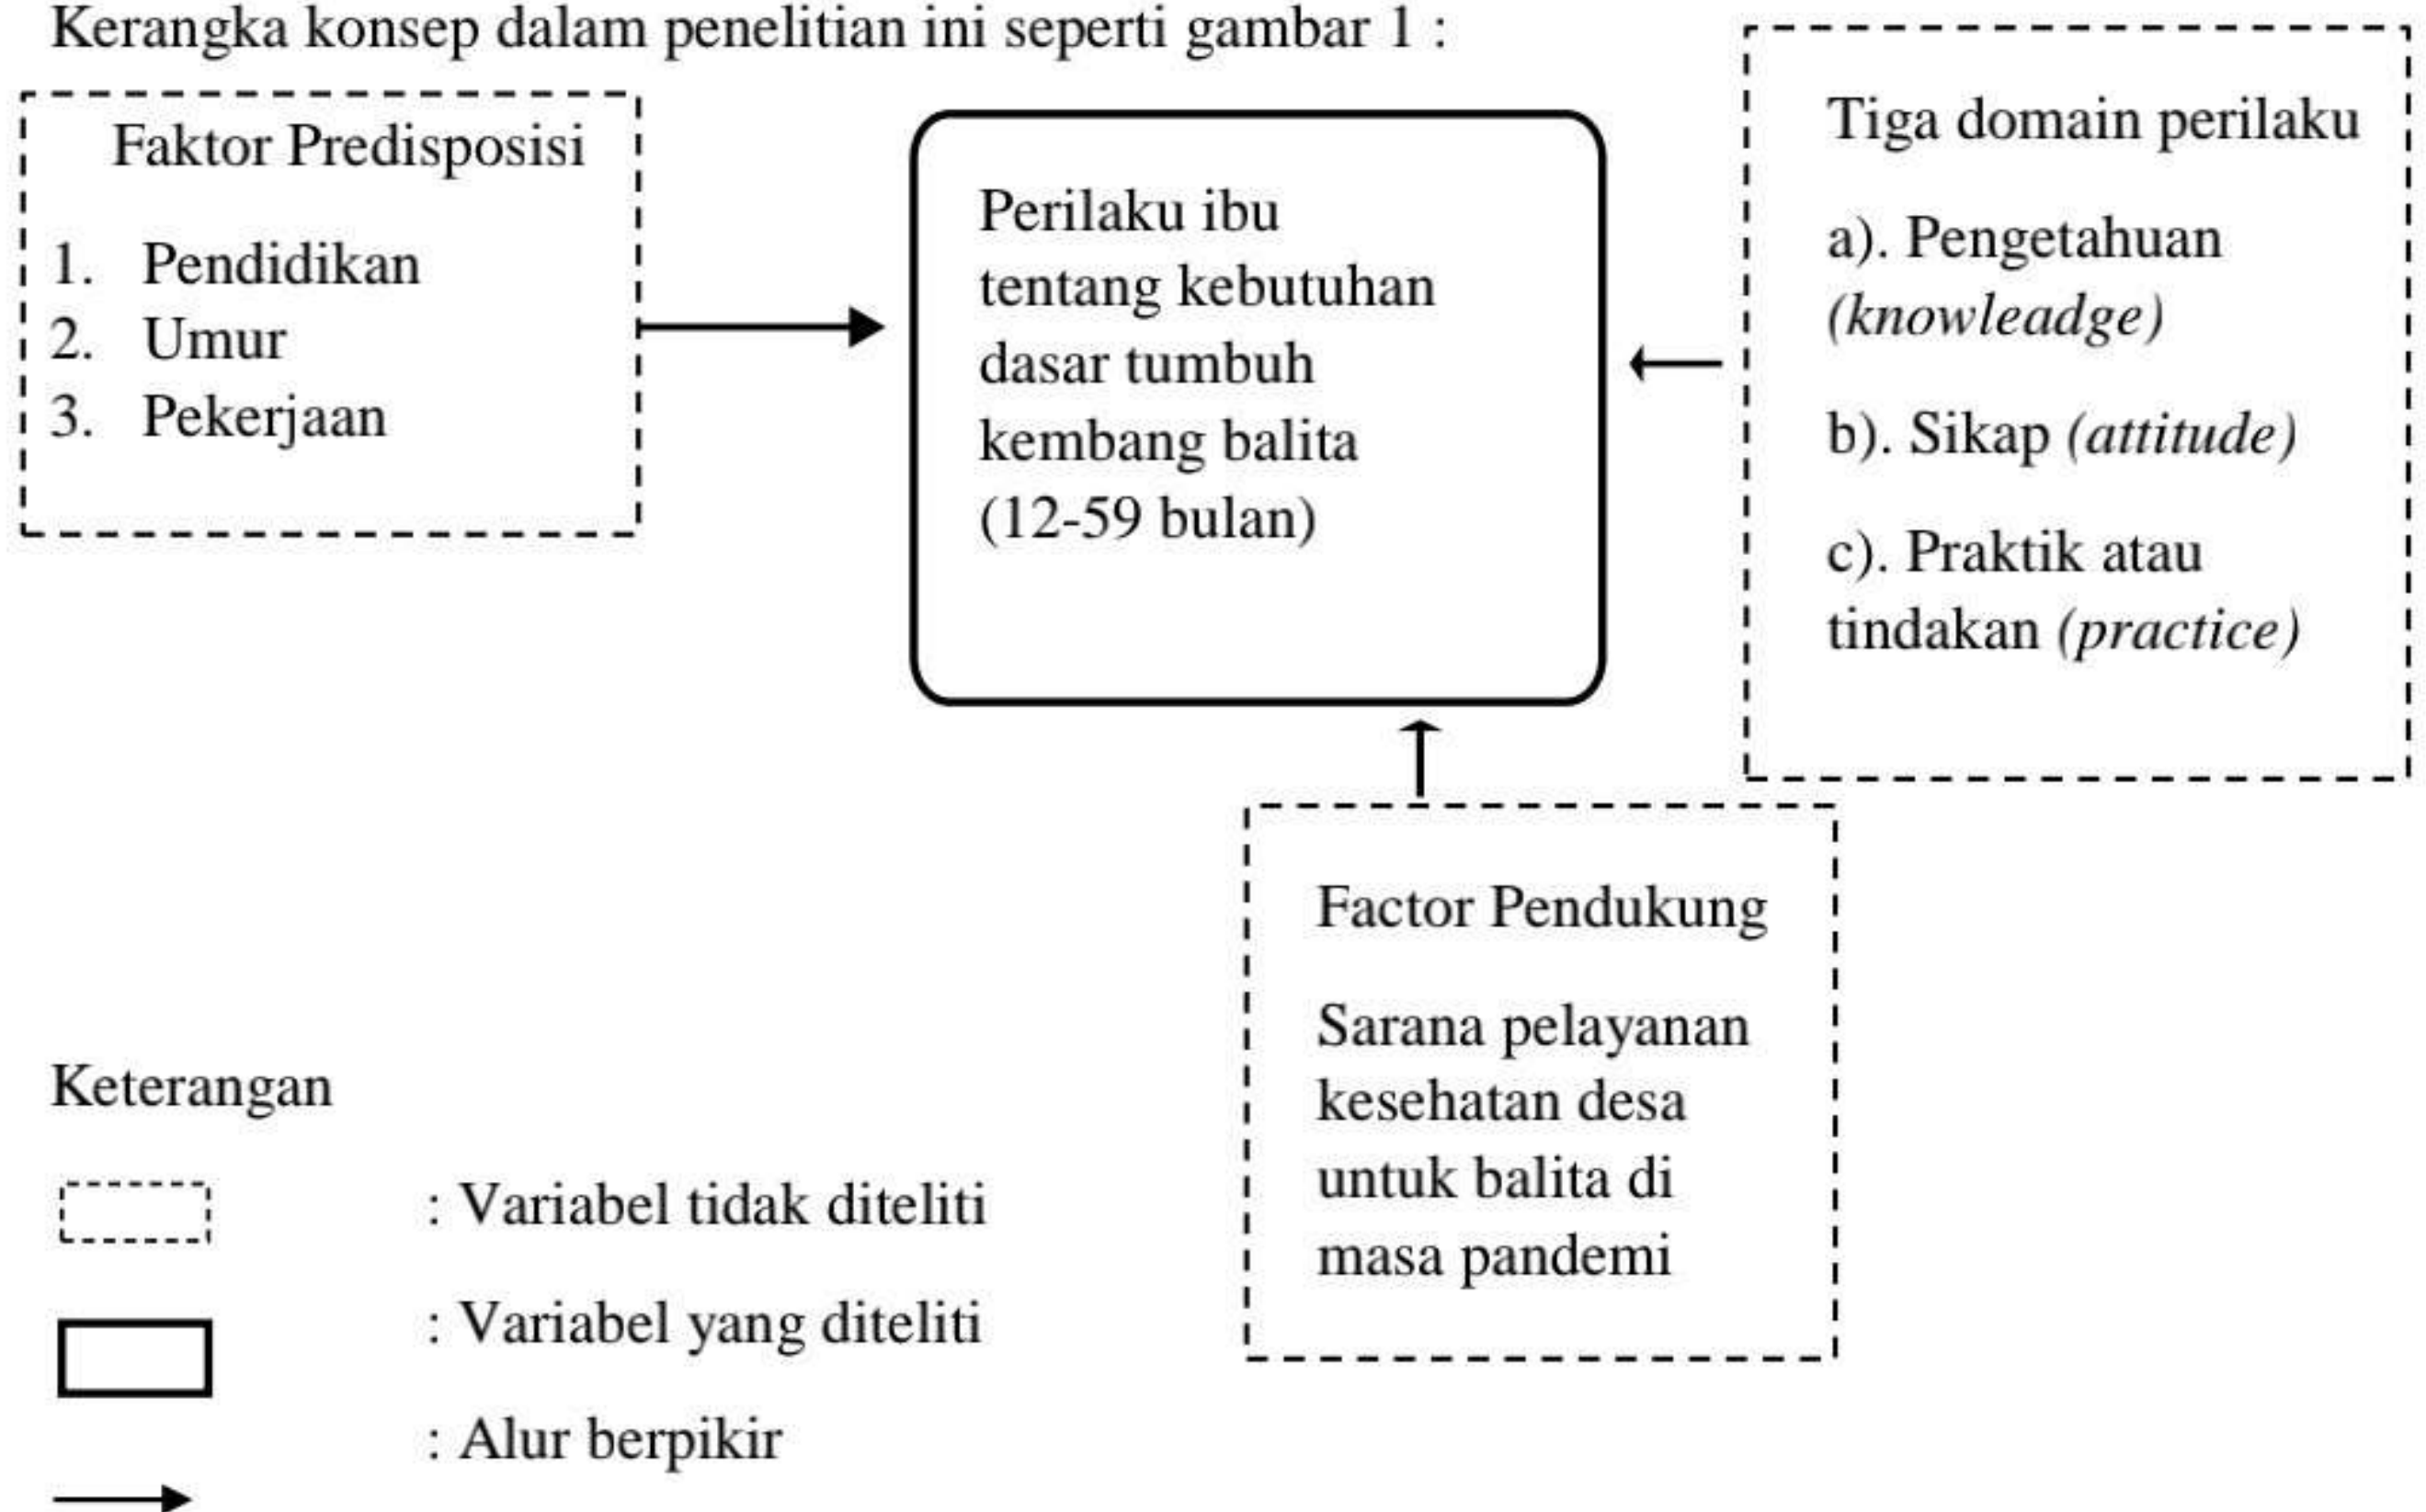 Kerangka konsep dalam penelitian ini seperti gambar 1 :
Faktor Predisposisi
1. Pendidikan
2. Umur
3. Pekerjaan
Perilaku ibu
tentang kebutuhan
dasar tumbuh
kembang balita
(12-59 bulan)
Tiga domain perilaku
a). Pengetahuan
(knowleadge)
b). Sikap (attitude)
c). Praktik atau
tindakan (practice)
Factor Pendukung
Sarana pelayanan
kesehatan desa
untuk balita di
masa pandemi
Keterangan
: Variabel tidak diteliti
: Variabel yang diteliti
: Alur berpikir